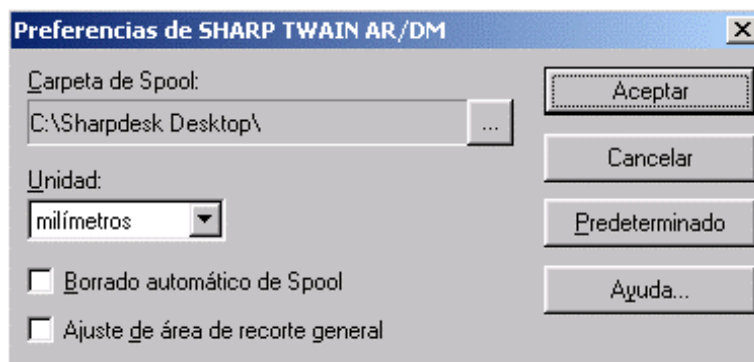 Preferencias de SHARP TWAIN AR/DM
Carpeta de Spool:
C:\Sharpdesk Desktop\
...
Unidad:
milímetros
Borrado automático de Spool
Ajuste de área de recorte general
Aceptar
Cancelar
Predeterminado
Ayuda...